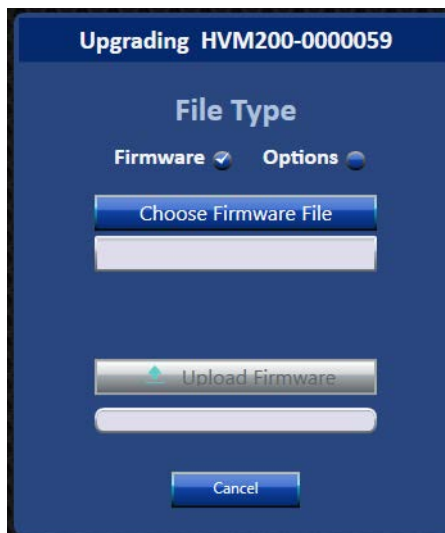 Upgrading HVM200-0000059
File Type
Firmware Options
Choose Firmware File
Upload Firmware
Cancel